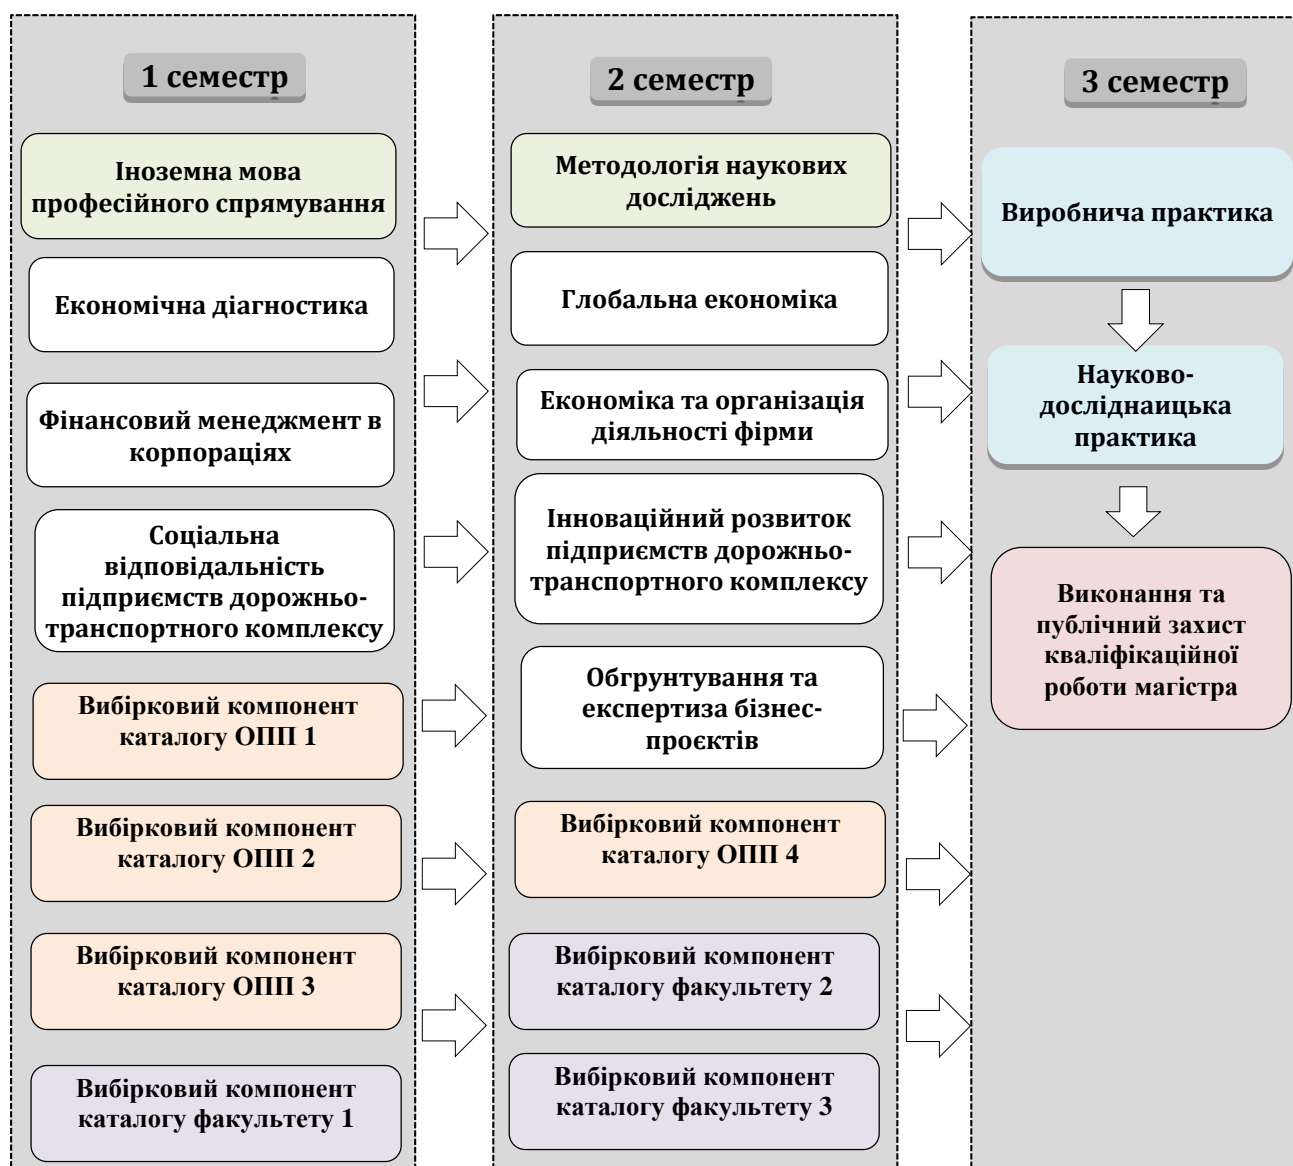 1 семестр
Іноземна мова
професійного спрямування
Економічна діагностика
Фінансовий менеджмент в
корпораціях
Соціальна
відповідальність
підприємств дорожньо-
транспортного комплексу
Вибірковий компонент
каталогу ОПП 1
Вибірковий компонент
каталогу ОПП 2
Вибірковий компонент
каталогу ОПП 3
Вибірковий компонент
каталогу факультету 1
2 семестр
Методологія наукових
досліджень
Глобальна економіка
Економіка та організація
діяльності фірми
Інноваційний розвиток
підприємств дорожньо-
транспортного комплексу
Обгрунтування та
експертиза бізнес-
проєктів
Вибірковий компонент
каталогу ОПП 4
Вибірковий компонент
каталогу факультету 2
Вибірковий компонент
каталогу факультету 3
3 семестр
Виробнича практика
Науково-
досліднаицька
практика
Виконання та
публічний захист
кваліфікаційної
роботи магістра